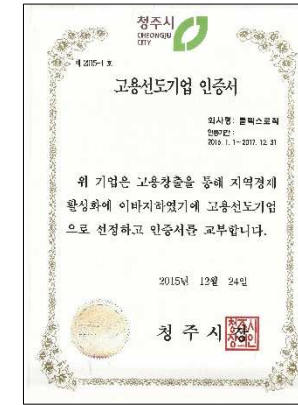 청주시
CHEONGJU
CITY
제 2015-1 호
고용선도기업 인증서
회사명:
인증기간 :
2016. 1. 1~2017. 12. 31
위 기업은 고용창출을 통해 지역경제
활성화에 이바지하였기에 고용선도기업
으로 선정하고 인증서를 교부합니다.
2015년 12월 24일
청 주 시 장